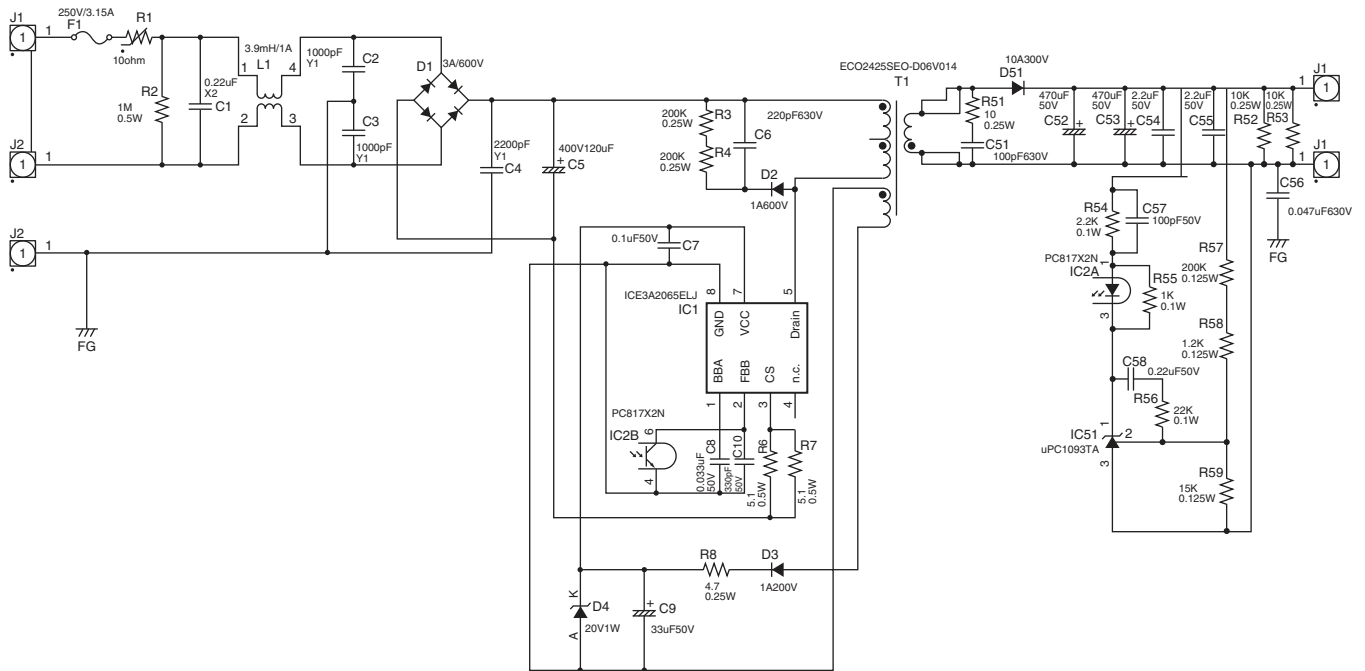 J1
1
1
250V/3.15A
F1
R1
10ohm
R2
1M
0.5W
0.22uF
X2
C1
3.9mH/1A
L1
1
4
2
3
1000pF
Y1
C2
C3
1000pF
Y1
D1
3A/600V
2200pF
Y1
C4
400V120uF
C5
J2
1
1
J2
1
1
FG
R3
200K
0.25W
R4
200K
0.25W
220pF630V
C6
D2
1A600V
ECO2425SEO-D06V014
T1
R51
10
0.25W
C51
100pF630V
10A300V
D51
470uF
50V
C52
470uF
50V
C53
2.2uF
50V
C54
2.2uF
50V
C55
10K
0.25W
R52
10K
0.25W
R53
1
J1
1
1
J1
1
C56
0.047uF630V
FG
R54
2.2K
0.1W
C57
100pF50V
PC817X2N
IC2A
1
3
R55
1K
0.1W
R57
200K
0.125W
R58
1.2K
0.125W
C58
0.22uF50V
R56
22K
0.1W
IC51
uPC1093TA
1
2
3
R59
15K
0.125W
0.1uF50V
C7
ICE3A2065ELJ
IC1
8
7
5
GND
VCC
Drain
BBA
FBB
CS
n.c.
1
2
3
4
PC817X2N
IC2B
6
4
C8
0.033uF
50V
C10
330pF
50V
R6
5.1
0.5W
R7
5.1
0.5W
R8
4.7
0.25W
D3
1A200V
K
D4
A
20V1W
C9
33uF50V